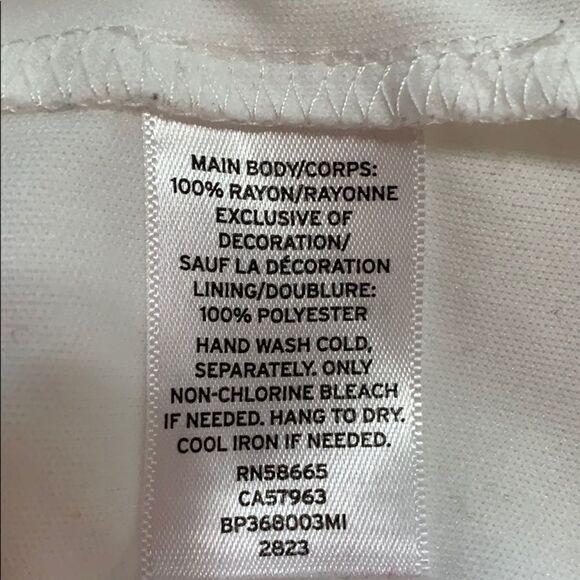 MAIN BODY/CORPS:
100% RAYON/RAYONNE
EXCLUSIVE OF
DECORATION/
SAUF LA DÉCORATION
LINING/DOUBLURE:
100% POLYESTER
HAND WASH COLD,
SEPARATELY. ONLY
NON-CHLORINE BLEACH
IF NEEDED. HANG TO DRY.
COOL IRON IF NEEDED.
RN58665
CA57963
BP368003MI
2823